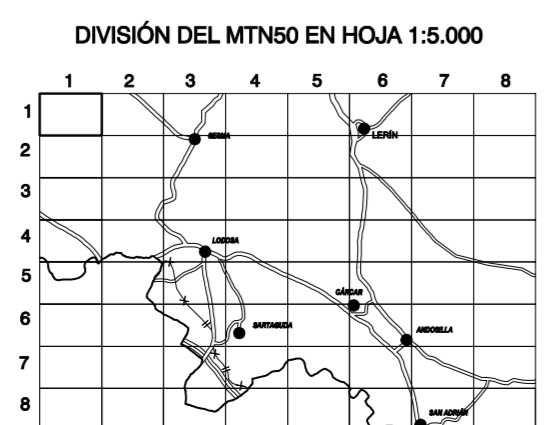 DIVISIÓN DEL MTN50 EN HOJA 1:5.000
1 2 3 4 5 6 7 8
1
LERÍN
SESMA
2
3
4
LODOSA
5
CÁRCAR
6
SARTAGUDA
ANDOSILLA
7
8
SAN ADRIÁN